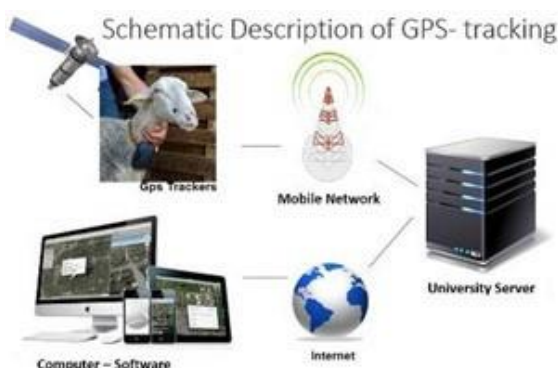 Schematic Description of GPS- tracking
Gps Trackers
Mobile Network
University Server
Computer – Software
Internet